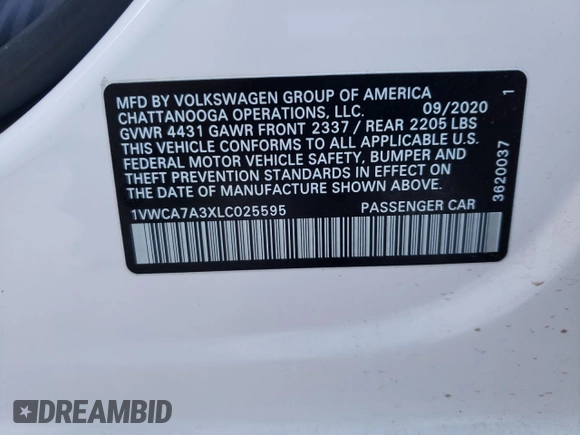 MFD BY VOLKSWAGEN GROUP OF AMERICA
CHATTANOOGA OPERATIONS, LLC. 09/2020 1
GVWR 4431 GAWR FRONT 2337 / REAR 2205 LBS
THIS VEHICLE CONFORMS TO ALL APPLICABLE U.S.
FEDERAL MOTOR VEHICLE SAFETY, BUMPER AND
THEFT PREVENTION STANDARDS IN EFFECT ON
THE DATE OF MANUFACTURE SHOWN ABOVE.
1VWCA7A3XLC025595 PASSENGER CAR
3620037
DREAMBID